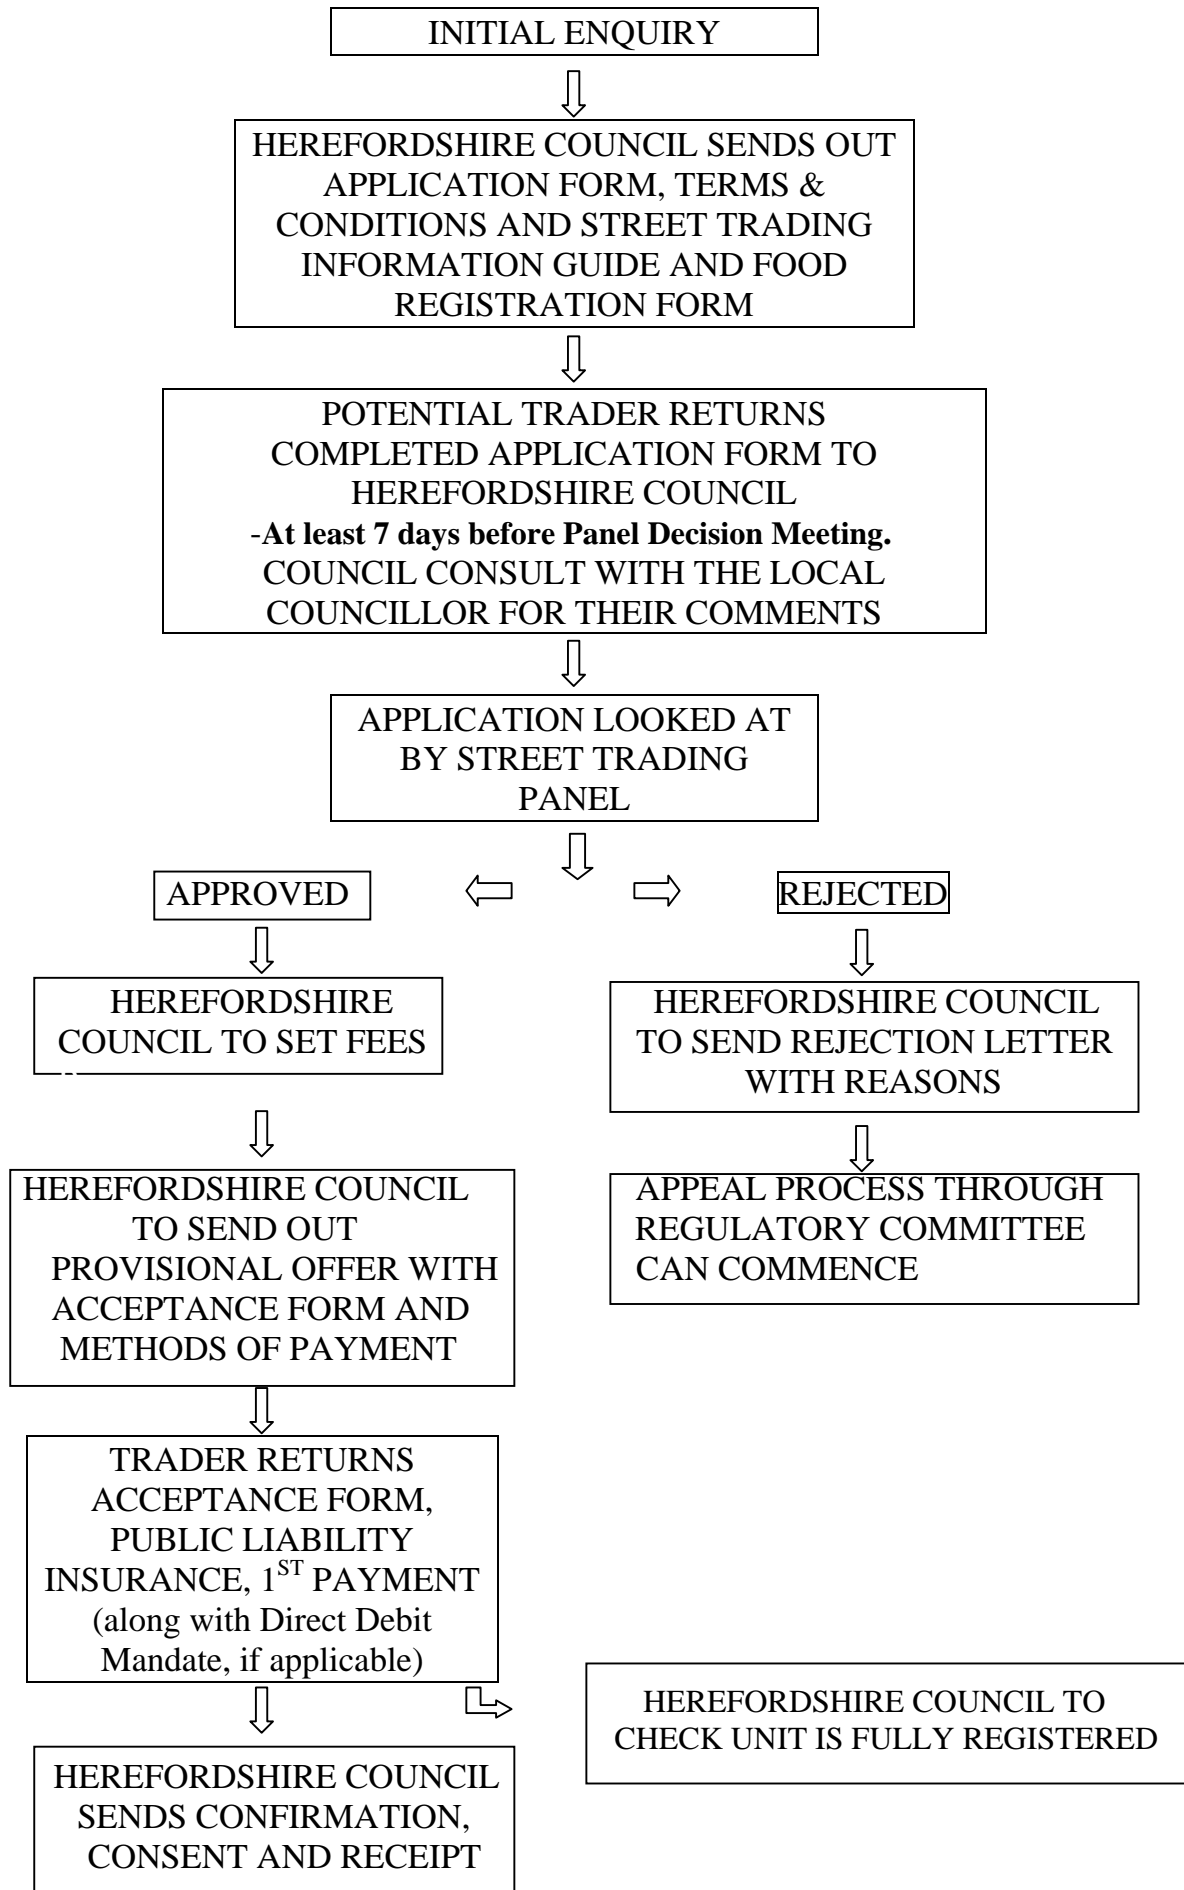 INITIAL ENQUIRY
HEREFORDSHIRE COUNCIL SENDS OUT
APPLICATION FORM, TERMS &
CONDITIONS AND STREET TRADING
INFORMATION GUIDE AND FOOD
REGISTRATION FORM
POTENTIAL TRADER RETURNS
COMPLETED APPLICATION FORM TO
HEREFORDSHIRE COUNCIL
-At least 7 days before Panel Decision Meeting.
COUNCIL CONSULT WITH THE LOCAL
COUNCILLOR FOR THEIR COMMENTS
APPLICATION LOOKED AT
BY STREET TRADING
PANEL
APPROVED
HEREFORDSHIRE
COUNCIL TO SET FEES
HEREFORDSHIRE COUNCIL
TO SEND OUT
PROVISIONAL OFFER WITH
ACCEPTANCE FORM AND
METHODS OF PAYMENT
TRADER RETURNS
ACCEPTANCE FORM,
PUBLIC LIABILITY
INSURANCE, 1ST PAYMENT
(along with Direct Debit
Mandate, if applicable)
HEREFORDSHIRE COUNCIL
SENDS CONFIRMATION,
CONSENT AND RECEIPT
REJECTED
HEREFORDSHIRE COUNCIL
TO SEND REJECTION LETTER
WITH REASONS
APPEAL PROCESS THROUGH
REGULATORY COMMITTEE
CAN COMMENCE
HEREFORDSHIRE COUNCIL TO
CHECK UNIT IS FULLY REGISTERED